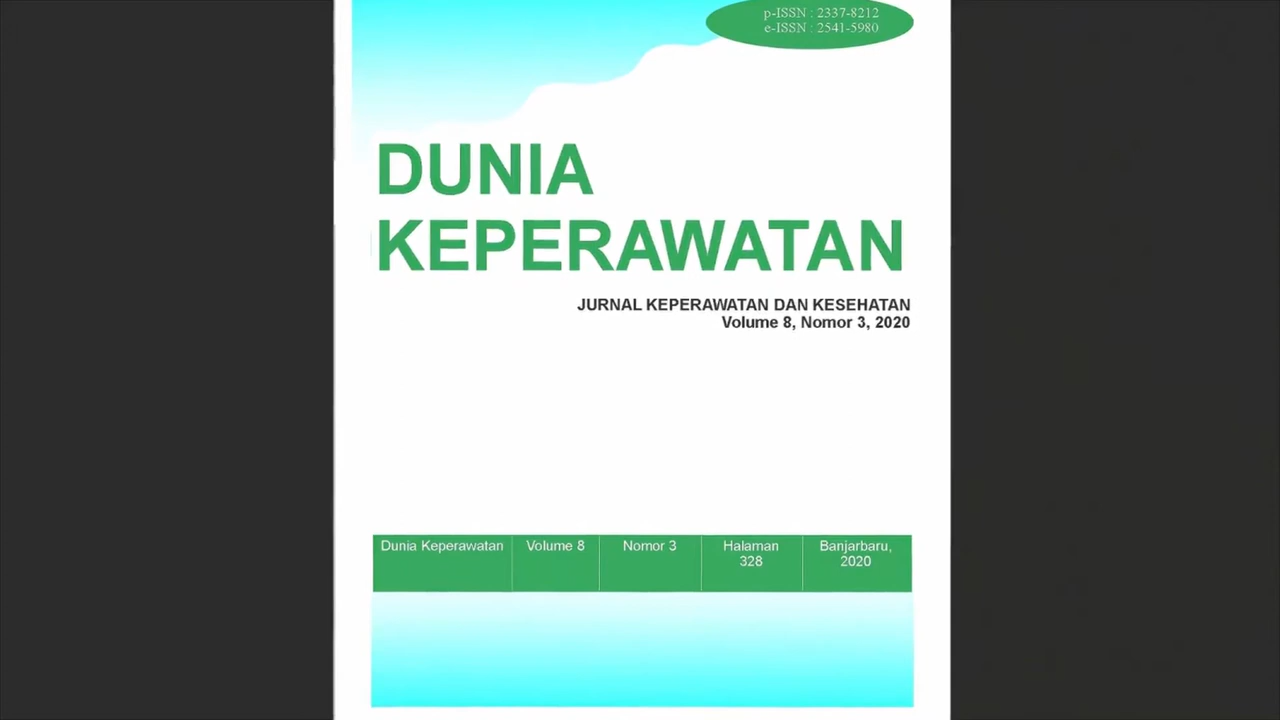 p-ISSN : 2337-8212
e-ISSN : 2541-5980
DUNIA
KEPERAWATAN
JURNAL KEPERAWATAN DAN KESEHATAN
Volume 8, Nomor 3, 2020
Dunia Keperawatan
Volume 8
Nomor 3
Halaman
328
Banjarbaru,
2020